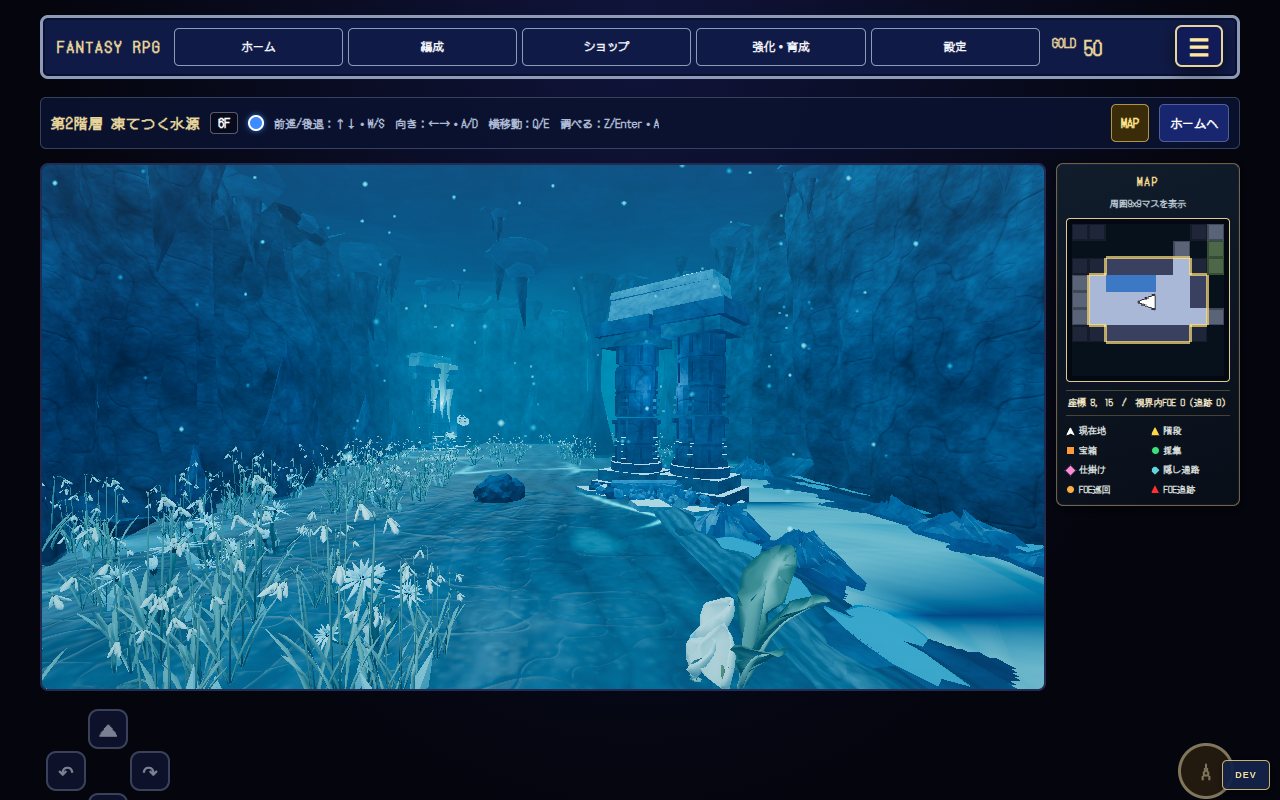 FANTASY RPG
ホーム
編成
ショップ
強化・育成
設定
GOLD 50
第2階層 凍てつく水源
6F
前進/後退：↑↓・W/S 向き：←→・A/D 横移動：Q/E 調べる：Z/Enter・A
MAP
ホームへ
MAP
周囲9x9マスを表示
座標 8, 15 / 視界内FOE 0 (追跡 0)
現在地
階段
宝箱
採集
仕掛け
隠し通路
FOE巡回
FOE追跡
A
DEV